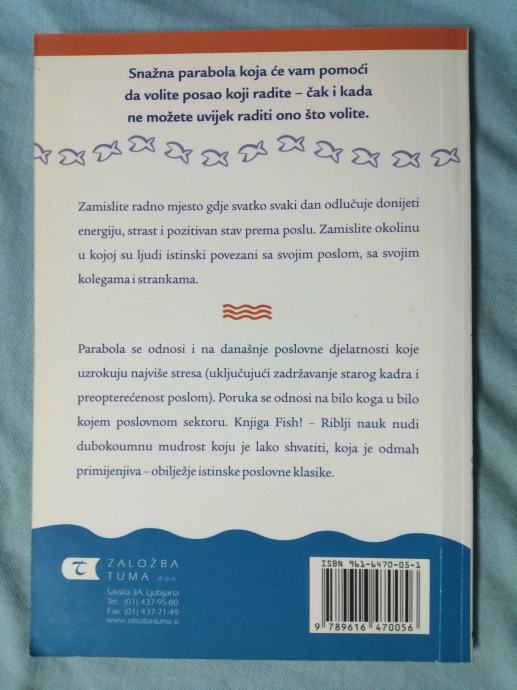 Snažna parabola koja će vam pomoći
da volite posao koji radite – čak i kada
ne možete uvijek raditi ono što volite.
Zamislite radno mjesto gdje svatko svaki dan odlučuje donijeti
energiju, strast i pozitivan stav prema poslu. Zamislite okolinu
u kojoj su ljudi istinski povezani sa svojim poslom, sa svojim
kolegama i strankama.
Parabola se odnosi i na današnje poslovne djelatnosti koje
uzrokuju najviše stresa (uključujući zadržavanje starog kadra i
preopterećenost poslom). Poruka se odnosi na bilo koga u bilo
kojem poslovnom sektoru. Knjiga Fish! – Riblji nauk nudi
dubokoumnu mudrost koju je lako shvatiti, koja je odmah
primijenjiva – obilježje istinske poslovne klasike.
ZALOŽBA
TUMA d.o.o.
Savska 3A, Ljubljana
Tel.: (01) 437-95-80
Fax: (01) 437-71-49
www.zalozba-tuma.si
ISBN 961-6470-05-1
9 789616 470056